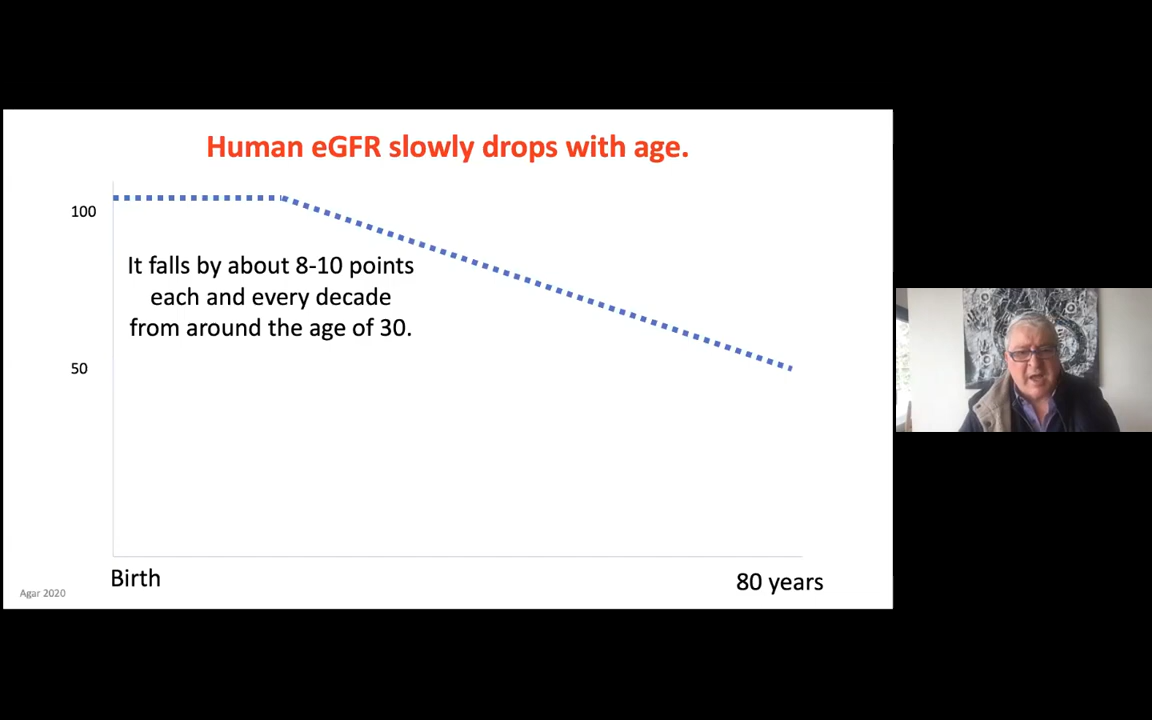 Human eGFR slowly drops with age.
100
It falls by about 8-10 points
each and every decade
from around the age of 30.
50
Birth
80 years
Agar 2020